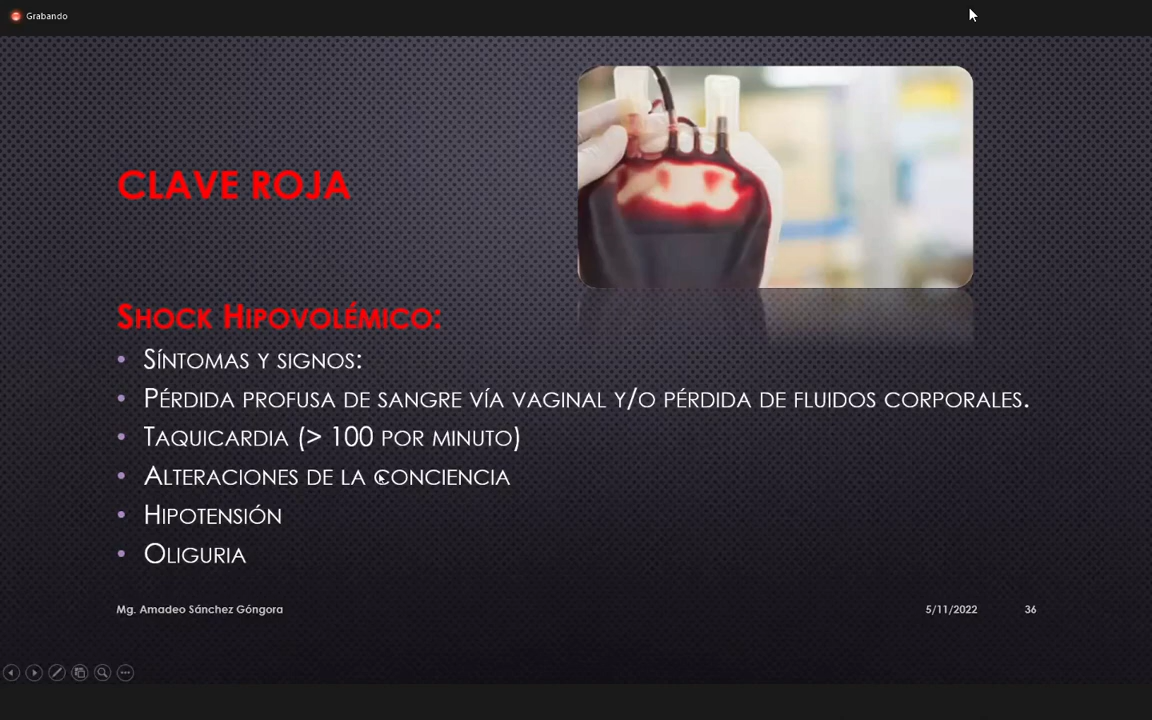 Grabando
CLAVE ROJA
Shock Hipovolémico:
• Síntomas y signos:
• Pérdida profusa de sangre vía vaginal y/o pérdida de fluidos corporales.
• Taquicardia (> 100 por minuto)
• Alteraciones de la conciencia
• Hipotensión
• Oliguria
Mg. Amadeo Sánchez Góngora 5/11/2022 36